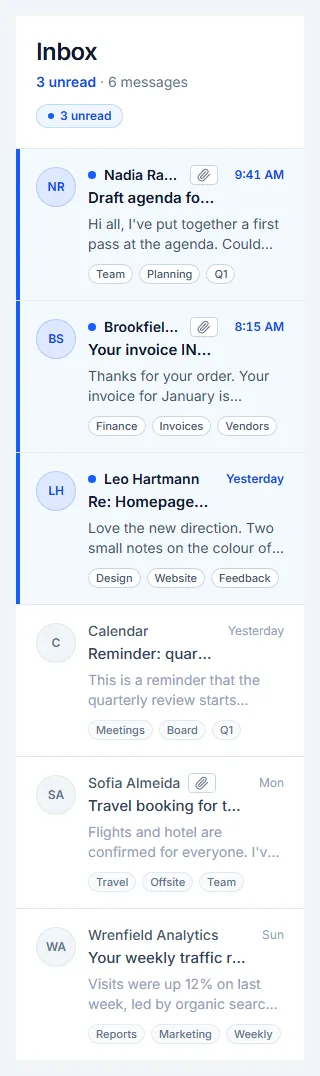 Inbox
3 unread · 6 messages
3 unread
NR
Nadia Ra...
9:41 AM
Draft agenda fo...
Hi all, I've put together a first
pass at the agenda. Could...
Team Planning Q1
BS
Brookfiel...
8:15 AM
Your invoice IN...
Thanks for your order. Your
invoice for January is...
Finance Invoices Vendors
LH
Leo Hartmann
Yesterday
Re: Homepage...
Love the new direction. Two
small notes on the colour of...
Design Website Feedback
C
Calendar
Yesterday
Reminder: quar...
This is a reminder that the
quarterly review starts...
Meetings Board Q1
SA
Sofia Almeida
Mon
Travel booking for t...
Flights and hotel are
confirmed for everyone. I'v...
Travel Offsite Team
WA
Wrenfield Analytics
Sun
Your weekly traffic r...
Visits were up 12% on last
week, led by organic searc...
Reports Marketing Weekly